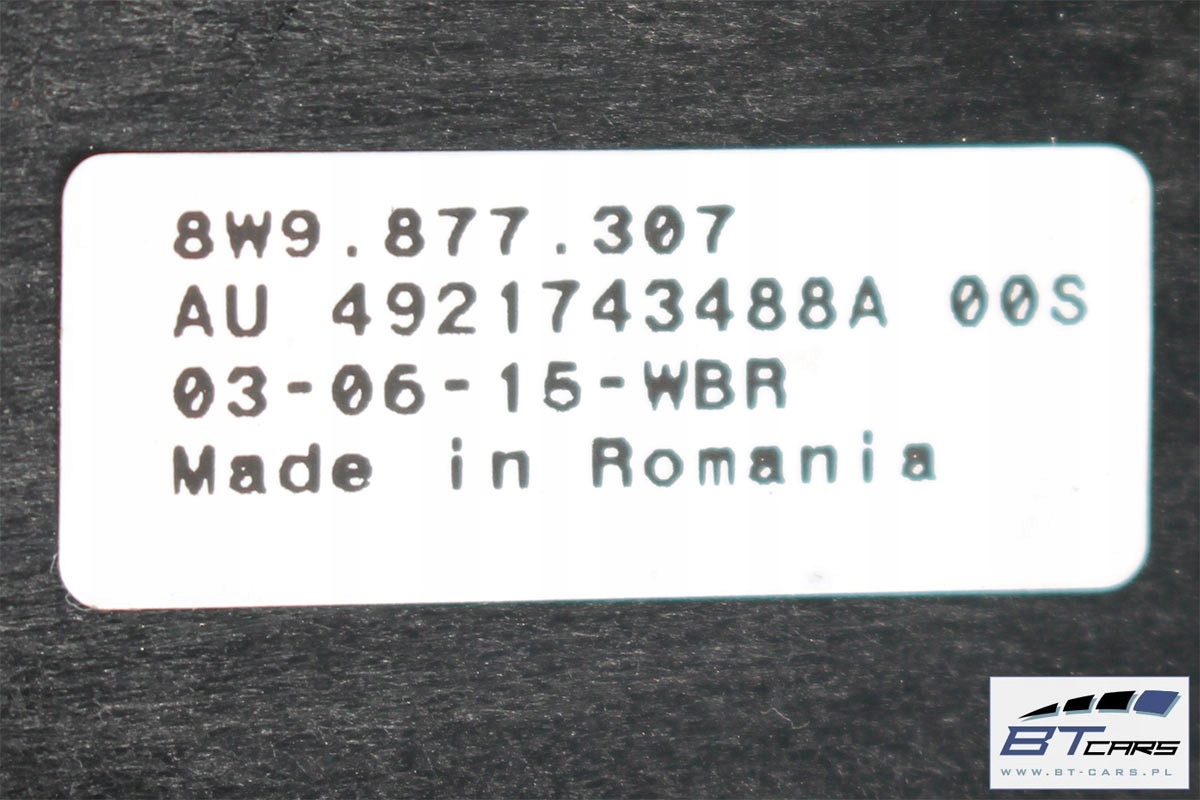 8W9.877.307
AU 4921743488A 00S
03-06-15-WBR
Made in Romania
BT CARS
WWW.BT-CARS.PL